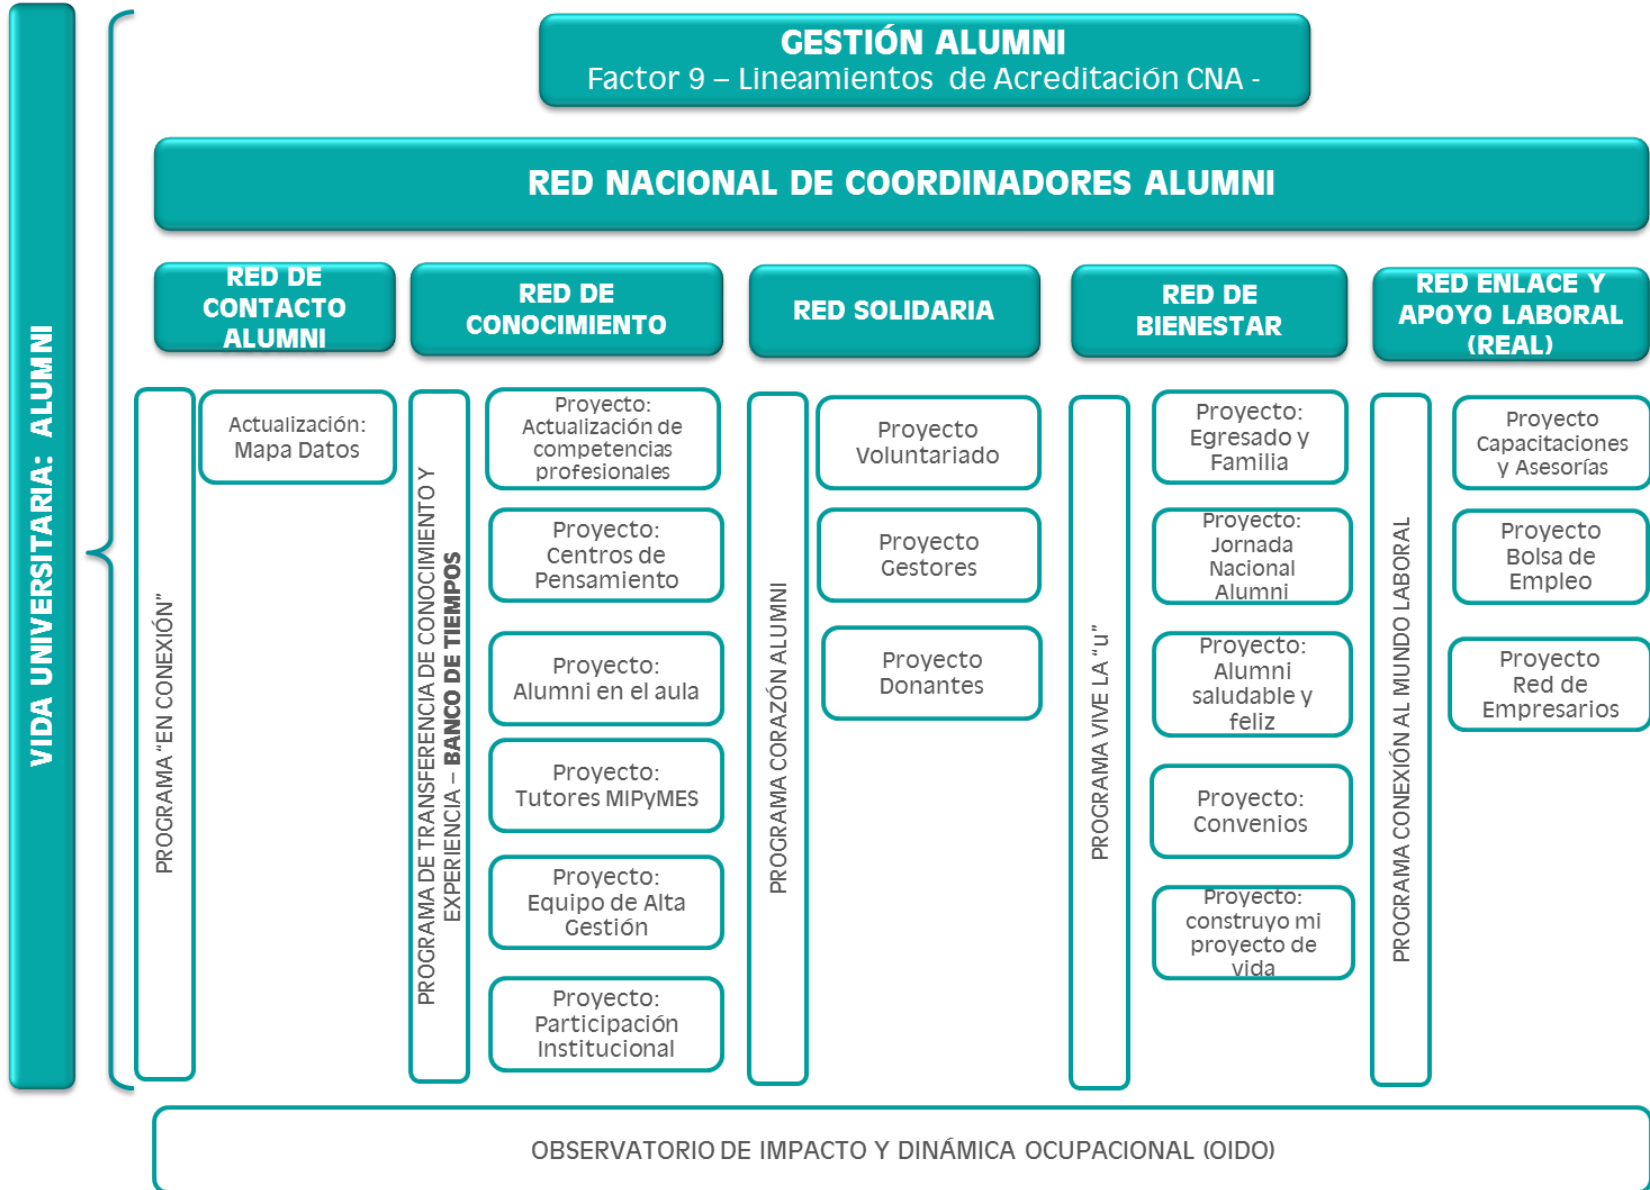 VIDA UNIVERSITARIA: ALUMNI
GESTIÓN ALUMNI
Factor 9 – Lineamientos de Acreditación CNA -
RED NACIONAL DE COORDINADORES ALUMNI
RED DE
CONTACTO
ALUMNI
PROGRAMA "EN CONEXIÓN"
Actualización:
Mapa Datos
RED DE
CONOCIMIENTO
PROGRAMA DE TRANSFERENCIA DE CONOCIMIENTO Y
EXPERIENCIA – BANCO DE TIEMPOS
Proyecto:
Actualización de
competencias
profesionales
Proyecto:
Centros de
Pensamiento
Proyecto:
Alumni en el aula
Proyecto:
Tutores MIPyMES
Proyecto:
Equipo de Alta
Gestión
Proyecto:
Participación
Institucional
RED SOLIDARIA
PROGRAMA CORAZÓN ALUMNI
Proyecto
Voluntariado
Proyecto
Gestores
Proyecto
Donantes
RED DE
BIENESTAR
PROGRAMA VIVE LA "u"
Proyecto:
Egresado y
Familia
Proyecto:
Jornada
Nacional
Alumni
Proyecto:
Alumni
saludable y
feliz
Proyecto:
Convenios
Proyecto:
construyo mi
proyecto de
vida
RED ENLACE Y
APOYO LABORAL
(REAL)
PROGRAMA CONEXIÓN AL MUNDO LABORAL
Proyecto
Capacitaciones
y Asesorías
Proyecto
Bolsa de
Empleo
Proyecto
Red de
Empresarios
OBSERVATORIO DE IMPACTO Y DINÁMICA OCUPACIONAL (OIDO)